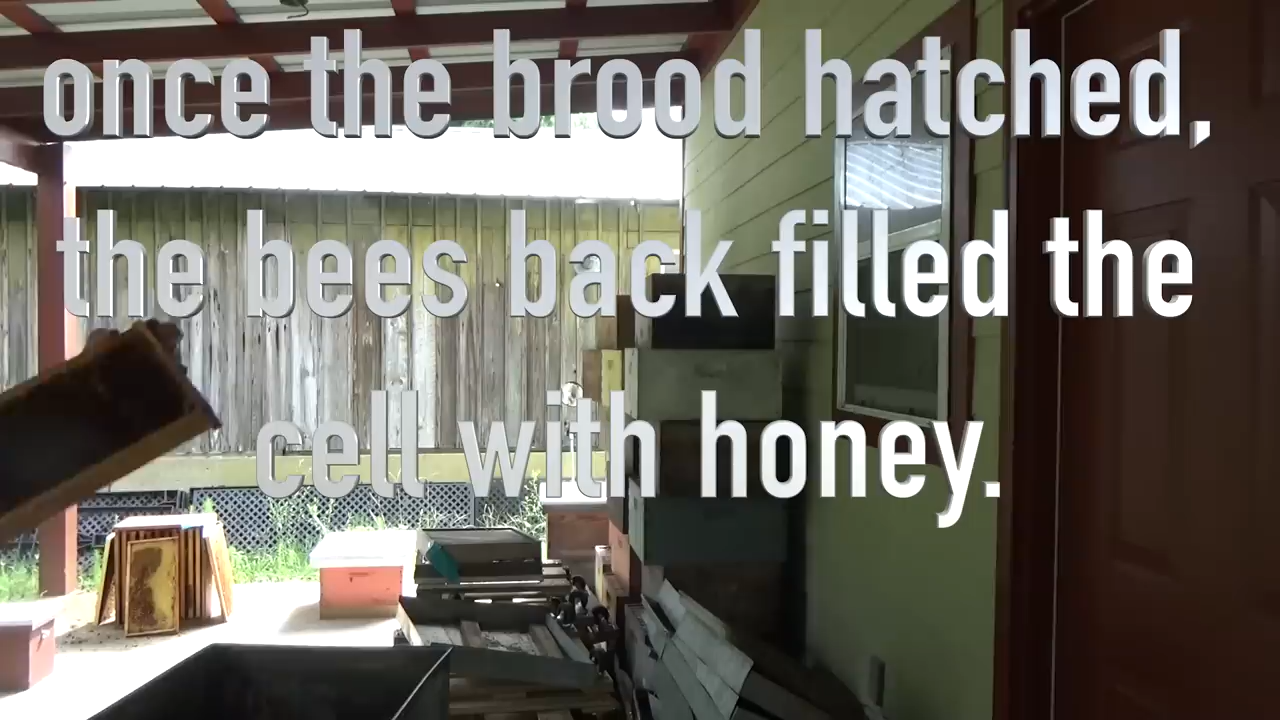 once the brood hatched,
the bees back filled the
cell with honey.